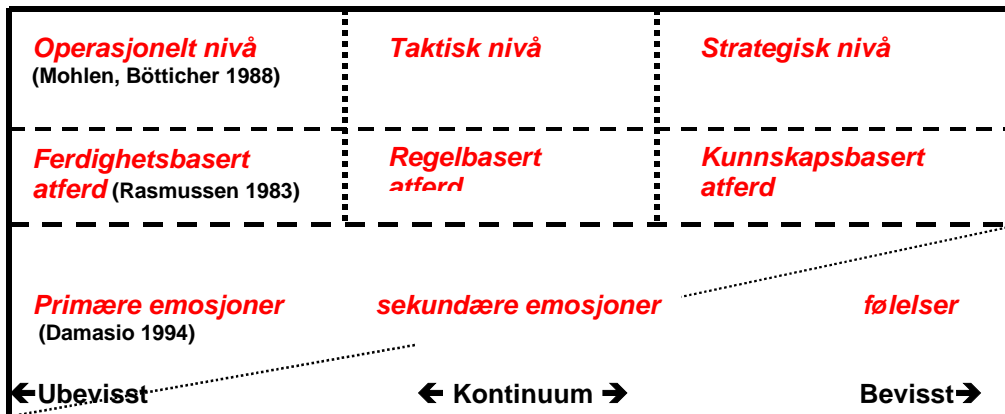 Operasjonelt nivå
(Mohlen, Bötticher 1988)
Taktisk nivå
Strategisk nivå
Ferdighetsbasert
atferd (Rasmussen 1983)
Regelbasert
atferd
Kunnskapsbasert
atferd
Primære emosjoner
(Damasio 1994)
sekundære emosjoner
følelser
←Ubevisst
← Kontinuum →
Bevisst→